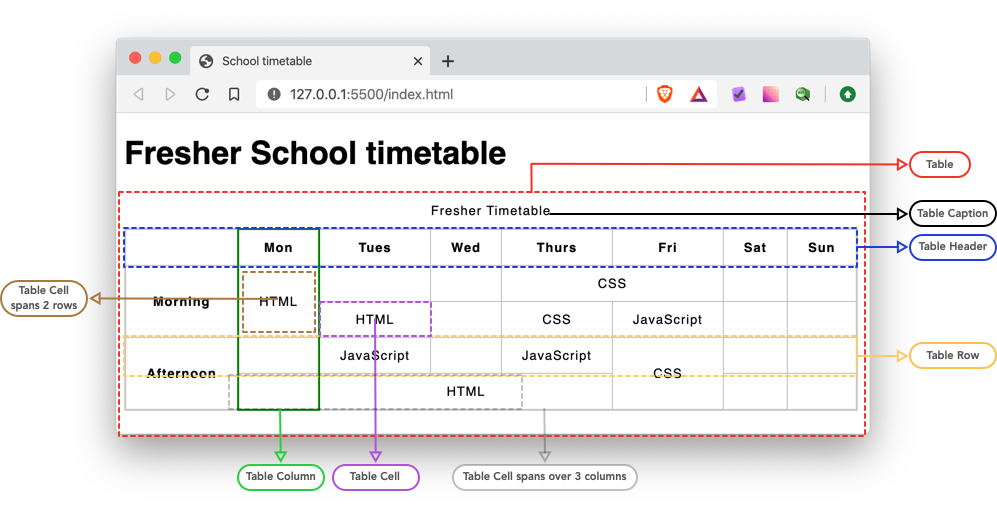 School timetable
127.0.0.1:5500/index.html
Fresher School timetable
Table
Fresher Timetable
Table Caption
Mon Tues Wed Thurs Fri Sat Sun
Table Header
CSS
Table Cell
spans 2 rows
Morning
HTML
HTML
CSS
JavaScript
JavaScript
JavaScript
Table Row
Afternoon
CSS
HTML
Table Column
Table Cell
Table Cell spans over 3 columns